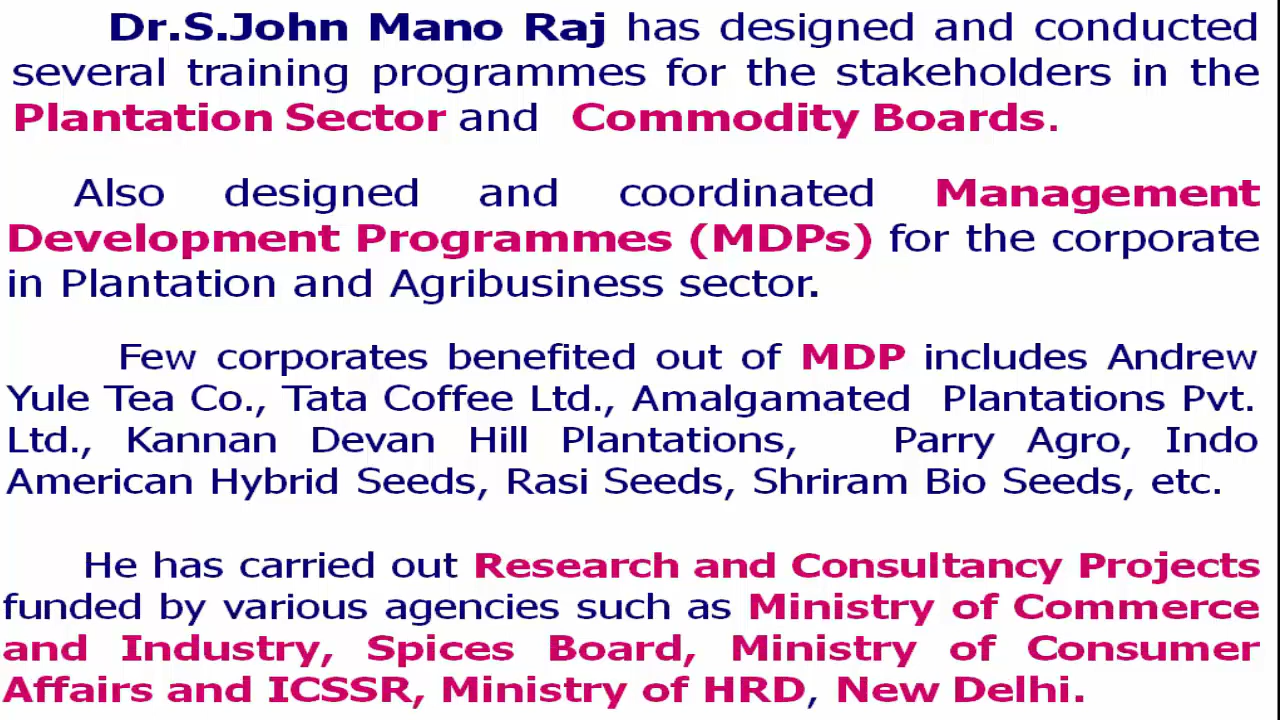 Dr.S.John Mano Raj has designed and conducted
several training programmes for the stakeholders in the
Plantation Sector and Commodity Boards.
Also designed and coordinated Management
Development Programmes (MDPs) for the corporate
in Plantation and Agribusiness sector.
Few corporates benefited out of MDP includes Andrew
Yule Tea Co., Tata Coffee Ltd., Amalgamated Plantations Pvt.
Ltd., Kannan Devan Hill Plantations, Parry Agro, Indo
American Hybrid Seeds, Rasi Seeds, Shriram Bio Seeds, etc.
He has carried out Research and Consultancy Projects
funded by various agencies such as Ministry of Commerce
and Industry, Spices Board, Ministry of Consumer
Affairs and ICSSR, Ministry of HRD, New Delhi.